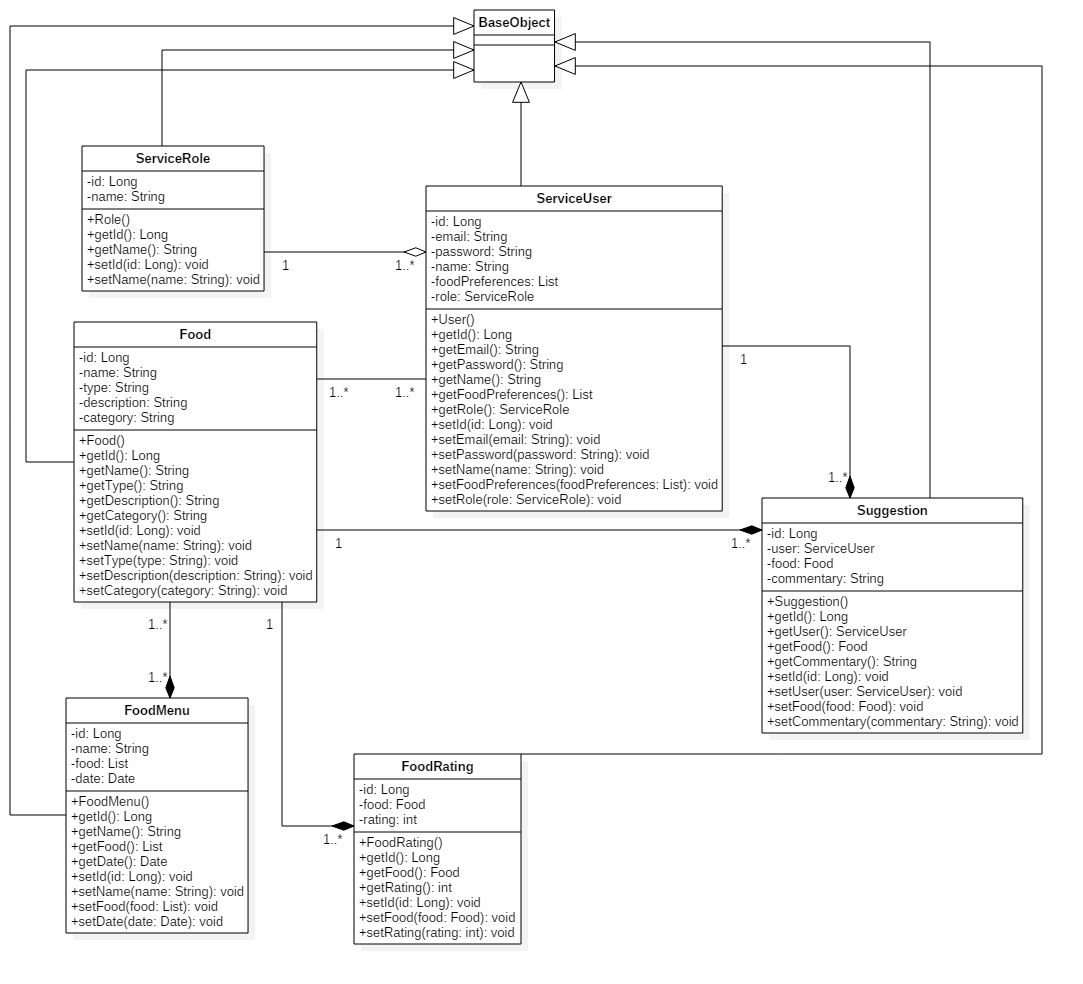 BaseObject
ServiceRole
-id: Long
-name: String
+Role()
+getId(): Long
+getName(): String
+setId(id: Long): void
+setName(name: String): void
1
1..*
ServiceUser
-id: Long
-email: String
-password: String
-name: String
-foodPreferences: List
-role: ServiceRole
+User()
+getId(): Long
+getEmail(): String
+getPassword(): String
+getName(): String
+getFoodPreferences(): List
+getRole(): ServiceRole
+setId(id: Long): void
+setEmail(email: String): void
+setPassword(password: String): void
+setName(name: String): void
+setFoodPreferences(foodPreferences: List): void
+setRole(role: ServiceRole): void
Food
-id: Long
-name: String
-type: String
-description: String
-category: String
+Food()
+getId(): Long
+getName(): String
+getType(): String
+getDescription(): String
+getCategory(): String
+setId(id: Long): void
+setName(name: String): void
+setType(type: String): void
+setDescription(description: String): void
+setCategory(category: String): void
1..*
1..*
1
1..*
1
1..*
Suggestion
-id: Long
-user: ServiceUser
-food: Food
-commentary: String
+Suggestion()
+getId(): Long
+getUser(): ServiceUser
+getFood(): Food
+getCommentary(): String
+setId(id: Long): void
+setUser(user: ServiceUser): void
+setFood(food: Food): void
+setCommentary(commentary: String): void
1..*
1
1..*
FoodMenu
-id: Long
-name: String
-food: List
-date: Date
+FoodMenu()
+getId(): Long
+getName(): String
+getFood(): List
+getDate(): Date
+setId(id: Long): void
+setName(name: String): void
+setFood(food: List): void
+setDate(date: Date): void
1..*
FoodRating
-id: Long
-food: Food
-rating: int
+FoodRating()
+getId(): Long
+getFood(): Food
+getRating(): int
+setId(id: Long): void
+setFood(food: Food): void
+setRating(rating: int): void